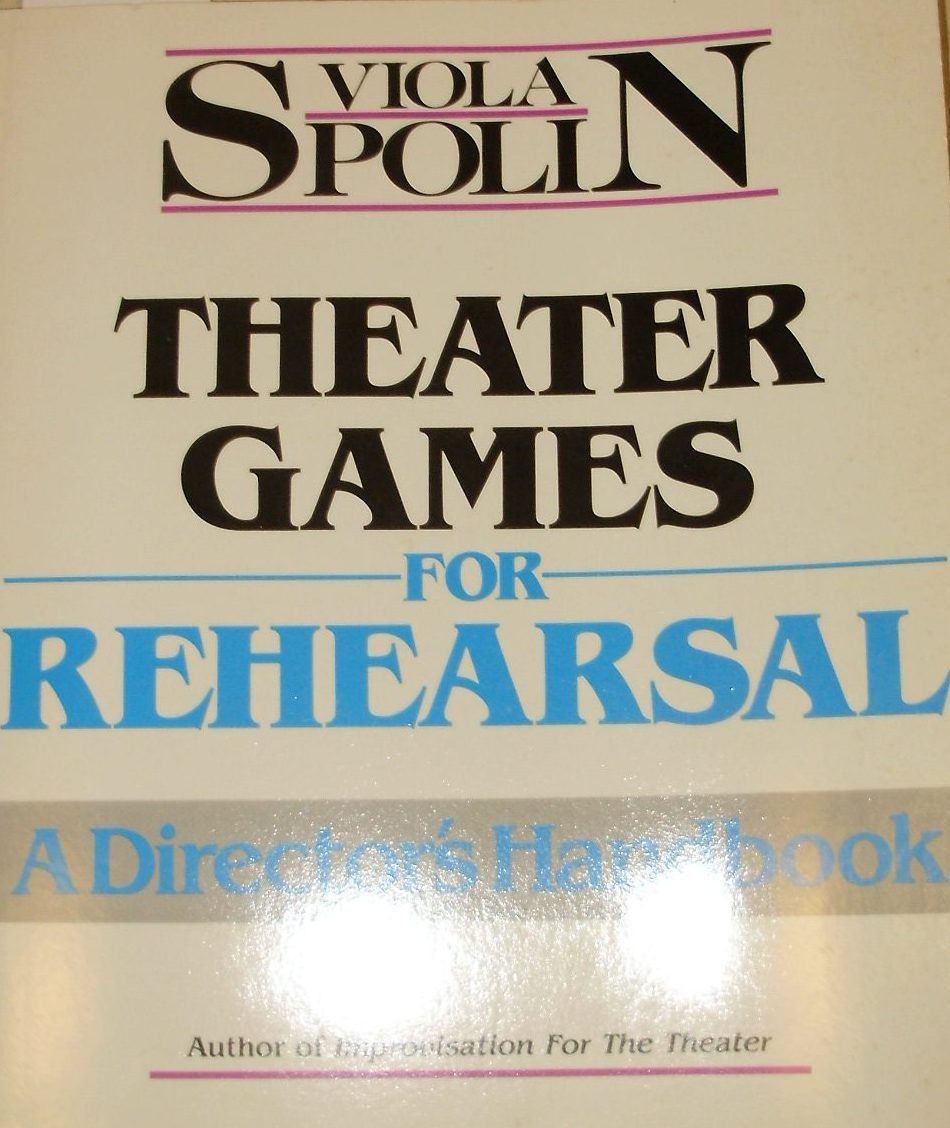 VIOLA
SPOLIN
THEATER
GAMES
FOR
REHEARSAL
A Director's Handbook
Author of Improvisation For The Theater